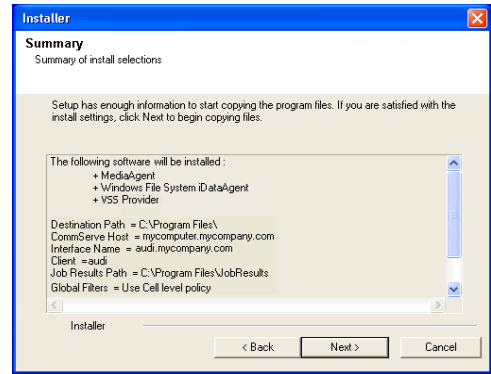 Installer
Summary
Summary of install selections
Setup has enough information to start copying the program files. If you are satisfied with the
install settings, click Next to begin copying files.
The following software will be installed :
+ MediaAgent
+ Windows File System iDataAgent
+ VSS Provider
Destination Path = C:\Program Files\
CommServe Host = mycomputer.mycompany.com
Interface Name = audi.mycompany.com
Client =audi
Job Results Path = C:\Program Files\JobResults
Global Filters = Use Cell level policy
Installer
< Back
Next >
Cancel